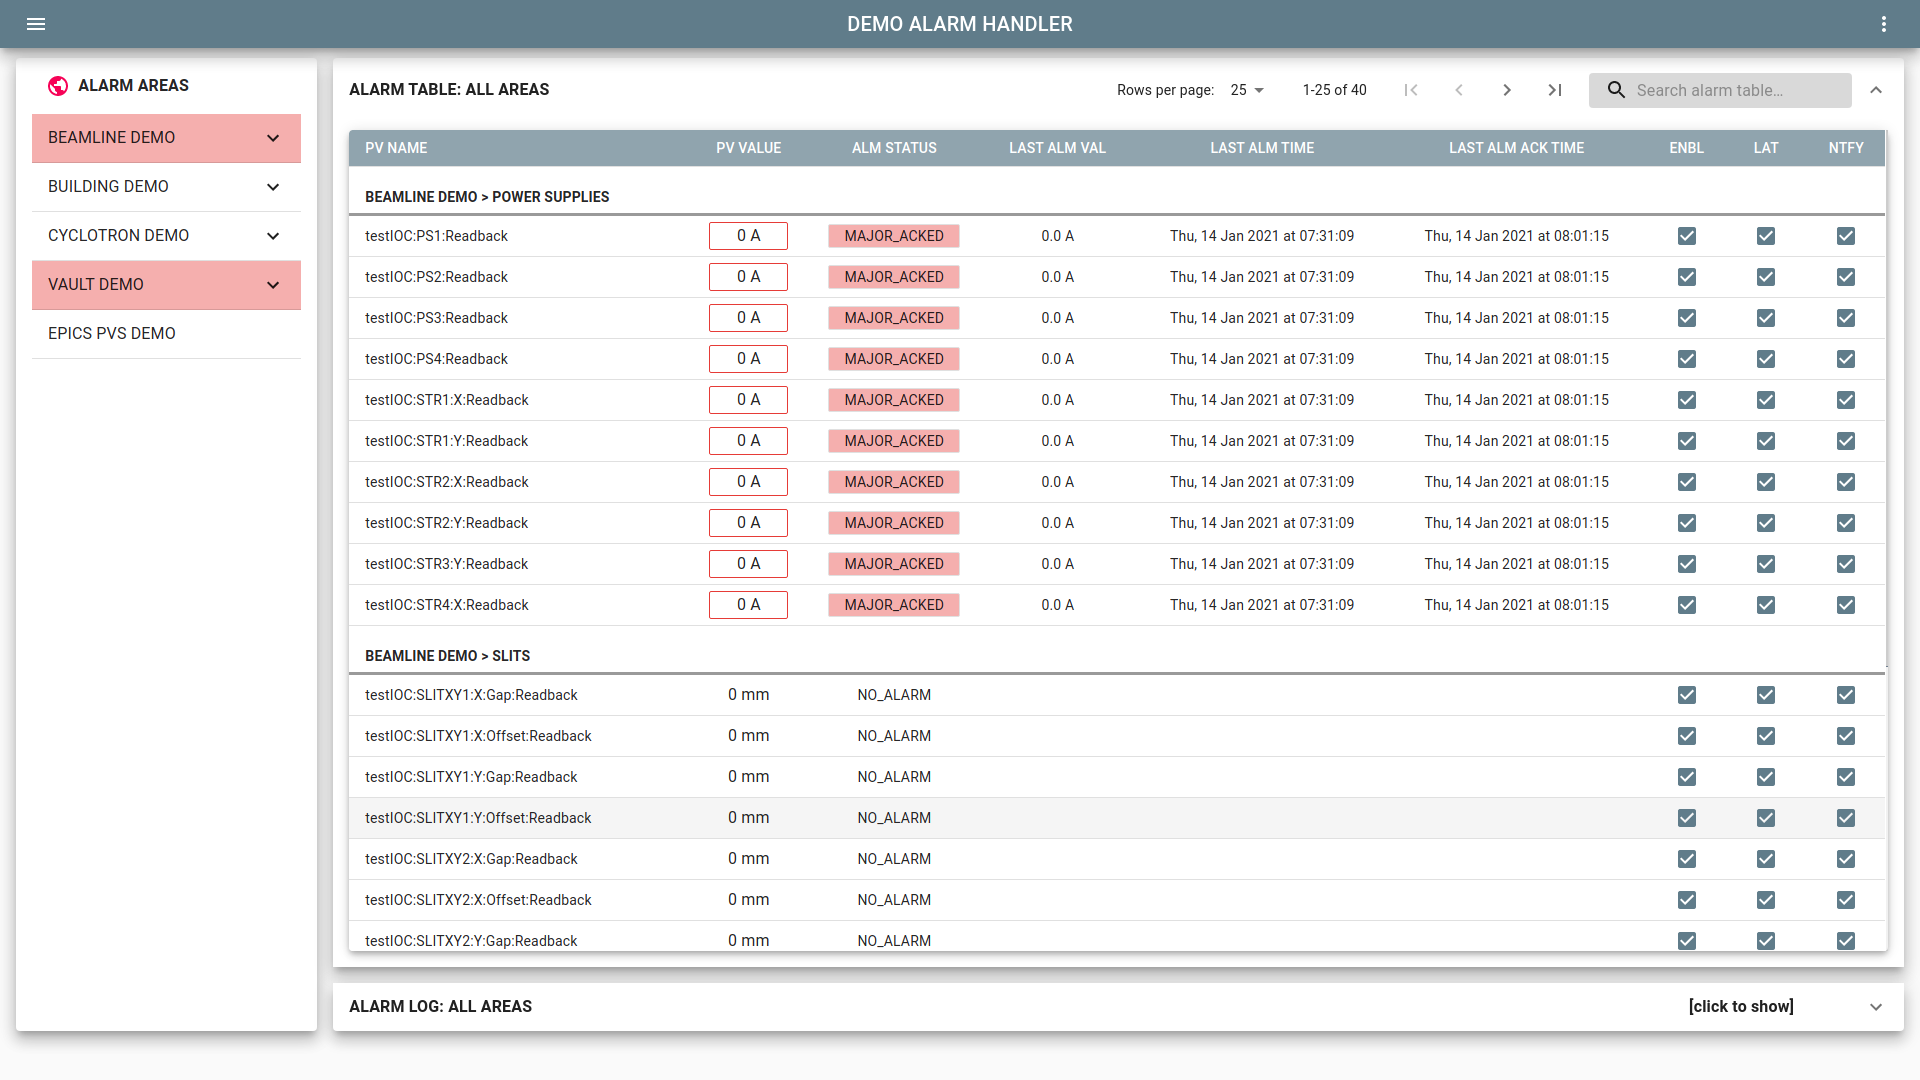 DEMO ALARM HANDLER
ALARM AREAS
BEAMLINE DEMO
BUILDING DEMO
CYCLOTRON DEMO
VAULT DEMO
EPICS PVS DEMO
ALARM TABLE: ALL AREAS Rows per page: 25 1-25 of 40 Search alarm table...
PV NAME PV VALUE ALM STATUS LAST ALM VAL LAST ALM TIME LAST ALM ACK TIME ENBL LAT NTFY
BEAMLINE DEMO > POWER SUPPLIES
testIOC:PS1:Readback 0 A MAJOR_ACKED 0.0 A Thu, 14 Jan 2021 at 07:31:09 Thu, 14 Jan 2021 at 08:01:15
testIOC:PS2:Readback 0 A MAJOR_ACKED 0.0 A Thu, 14 Jan 2021 at 07:31:09 Thu, 14 Jan 2021 at 08:01:15
testIOC:PS3:Readback 0 A MAJOR_ACKED 0.0 A Thu, 14 Jan 2021 at 07:31:09 Thu, 14 Jan 2021 at 08:01:15
testIOC:PS4:Readback 0 A MAJOR_ACKED 0.0 A Thu, 14 Jan 2021 at 07:31:09 Thu, 14 Jan 2021 at 08:01:15
testIOC:STR1:X:Readback 0 A MAJOR_ACKED 0.0 A Thu, 14 Jan 2021 at 07:31:09 Thu, 14 Jan 2021 at 08:01:15
testIOC:STR1:Y:Readback 0 A MAJOR_ACKED 0.0 A Thu, 14 Jan 2021 at 07:31:09 Thu, 14 Jan 2021 at 08:01:15
testIOC:STR2:X:Readback 0 A MAJOR_ACKED 0.0 A Thu, 14 Jan 2021 at 07:31:09 Thu, 14 Jan 2021 at 08:01:15
testIOC:STR2:Y:Readback 0 A MAJOR_ACKED 0.0 A Thu, 14 Jan 2021 at 07:31:09 Thu, 14 Jan 2021 at 08:01:15
testIOC:STR3:Y:Readback 0 A MAJOR_ACKED 0.0 A Thu, 14 Jan 2021 at 07:31:09 Thu, 14 Jan 2021 at 08:01:15
testIOC:STR4:X:Readback 0 A MAJOR_ACKED 0.0 A Thu, 14 Jan 2021 at 07:31:09 Thu, 14 Jan 2021 at 08:01:15
BEAMLINE DEMO > SLITS
testIOC:SLITXY1:X:Gap:Readback 0 mm NO_ALARM
testIOC:SLITXY1:X:Offset:Readback 0 mm NO_ALARM
testIOC:SLITXY1:Y:Gap:Readback 0 mm NO_ALARM
testIOC:SLITXY1:Y:Offset:Readback 0 mm NO_ALARM
testIOC:SLITXY2:X:Gap:Readback 0 mm NO_ALARM
testIOC:SLITXY2:X:Offset:Readback 0 mm NO_ALARM
testIOC:SLITXY2:Y:Gap:Readback 0 mm NO_ALARM
ALARM LOG: ALL AREAS [click to show]